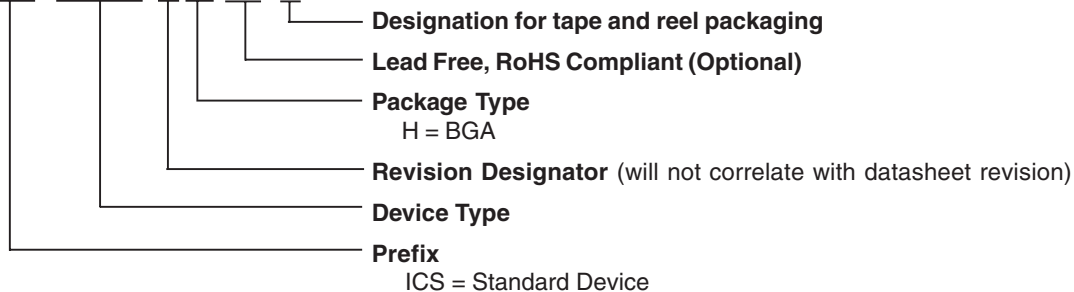 Designation for tape and reel packaging
Lead Free, RoHS Compliant (Optional)
Package Type
H = BGA
Revision Designator (will not correlate with datasheet revision)
Device Type
Prefix
ICS = Standard Device